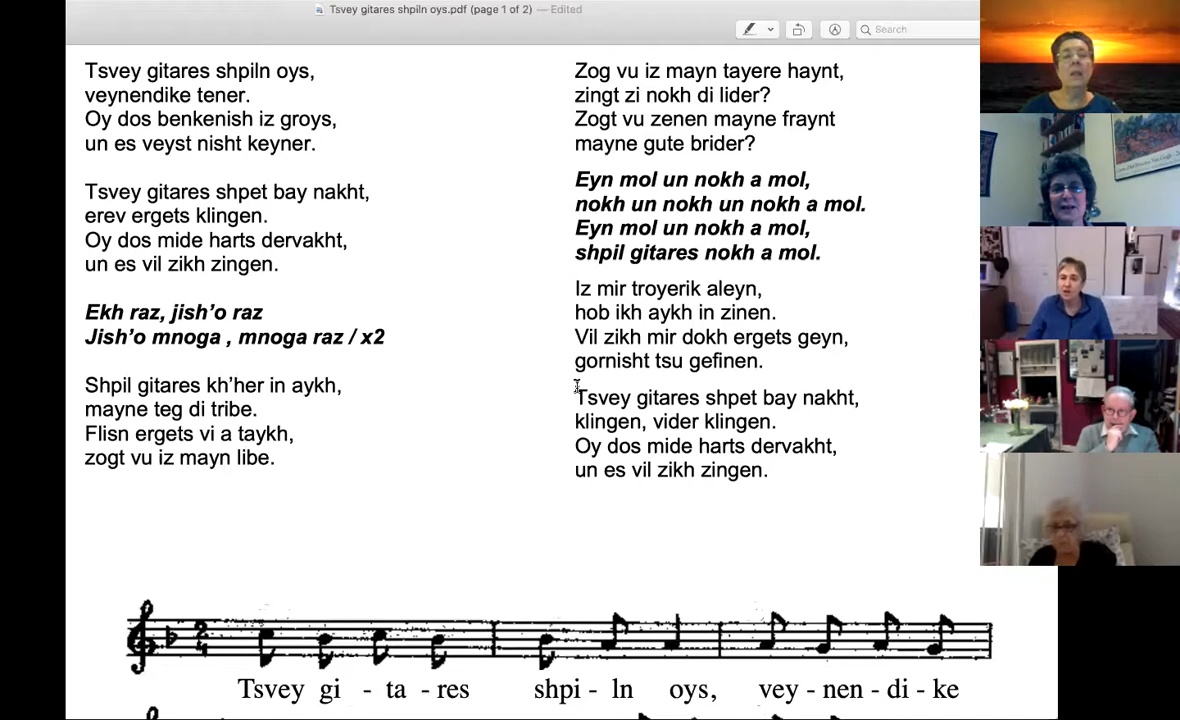 Tsvey gitares shpiln oys.pdf (page 1 of 2) — Edited
Search
Tsvey gitares shpiln oys,
veynendike tener.
Oy dos benkenish iz groys,
un es veyst nisht keyner.
Tsvey gitares shpet bay nakht,
erev ergets klingen.
Oy dos mide harts dervakht,
un es vil zikh zingen.
Ekh raz, jish’o raz
Jish’o mnoga , mnoga raz / x2
Shpil gitares kh’her in aykh,
mayne teg di tribe.
Flisn ergets vi a taykh,
zogt vu iz mayn libe.
Zog vu iz mayn tayere haynt,
zingt zi nokh di lider?
Zogt vu zenen mayne fraynt
mayne gute brider?
Eyn mol un nokh a mol,
nokh un nokh un nokh a mol.
Eyn mol un nokh a mol,
shpil gitares nokh a mol.
Iz mir troyerik aleyn,
hob ikh aykh in zinen.
Vil zikh mir dokh ergets geyn,
gornisht tsu gefinen.
Tsvey gitares shpet bay nakht,
klingen, vider klingen.
Oy dos mide harts dervakht,
un es vil zikh zingen.
2
4
Tsvey gi - ta - res shpi - ln oys, vey - nen - di - ke